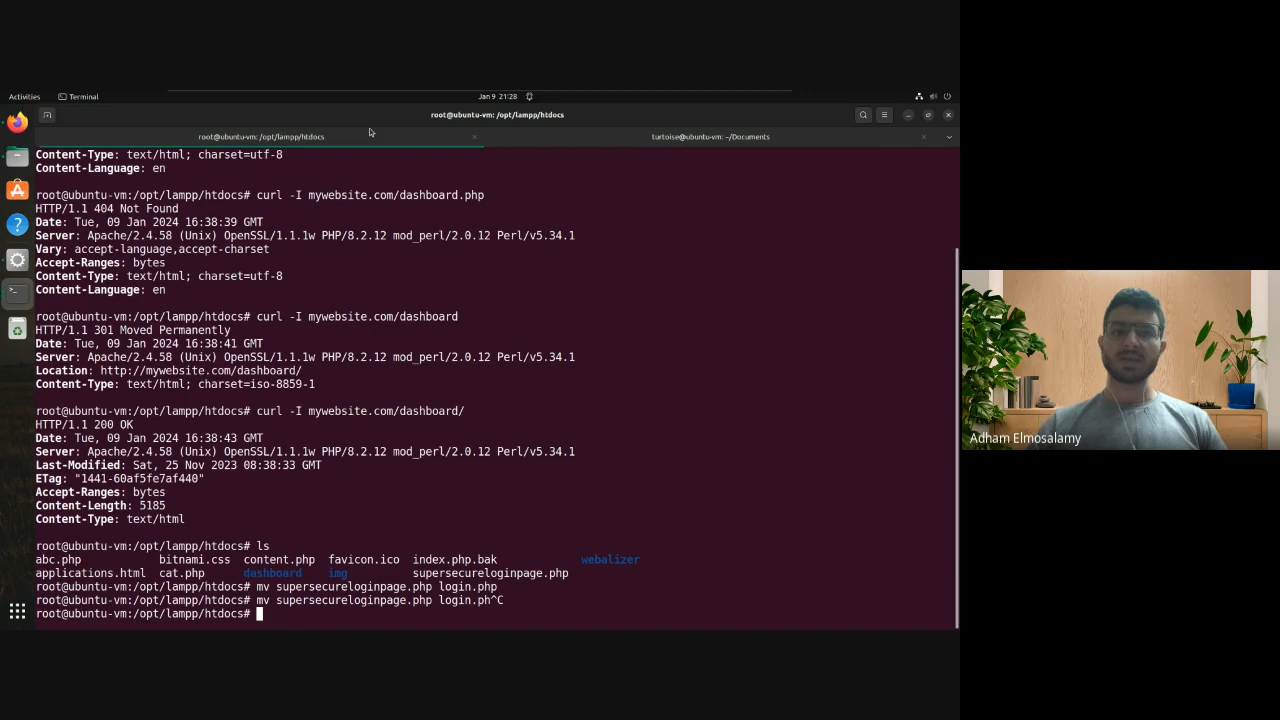 Activities Terminal Jan 9 21:28
root@ubuntu-vm: /opt/lampp/htdocs
root@ubuntu-vm: /opt/lampp/htdocs turtoise@ubuntu-vm: ~/Documents
Content-Type: text/html; charset=utf-8
Content-Language: en
root@ubuntu-vm:/opt/lampp/htdocs# curl -I mywebsite.com/dashboard.php
HTTP/1.1 404 Not Found
Date: Tue, 09 Jan 2024 16:38:39 GMT
Server: Apache/2.4.58 (Unix) OpenSSL/1.1.1w PHP/8.2.12 mod_perl/2.0.12 Perl/v5.34.1
Vary: accept-language,accept-charset
Accept-Ranges: bytes
Content-Type: text/html; charset=utf-8
Content-Language: en
root@ubuntu-vm:/opt/lampp/htdocs# curl -I mywebsite.com/dashboard
HTTP/1.1 301 Moved Permanently
Date: Tue, 09 Jan 2024 16:38:41 GMT
Server: Apache/2.4.58 (Unix) OpenSSL/1.1.1w PHP/8.2.12 mod_perl/2.0.12 Perl/v5.34.1
Location: http://mywebsite.com/dashboard/
Content-Type: text/html; charset=iso-8859-1
root@ubuntu-vm:/opt/lampp/htdocs# curl -I mywebsite.com/dashboard/
HTTP/1.1 200 OK
Date: Tue, 09 Jan 2024 16:38:43 GMT
Server: Apache/2.4.58 (Unix) OpenSSL/1.1.1w PHP/8.2.12 mod_perl/2.0.12 Perl/v5.34.1
Last-Modified: Sat, 25 Nov 2023 08:38:33 GMT
ETag: "1441-60af5fe7af440"
Accept-Ranges: bytes
Content-Length: 5185
Content-Type: text/html
root@ubuntu-vm:/opt/lampp/htdocs# ls
abc.php bitnami.css content.php favicon.ico index.php.bak webalizer
applications.html cat.php dashboard img supersecureloginpage.php
root@ubuntu-vm:/opt/lampp/htdocs# mv supersecureloginpage.php login.php
root@ubuntu-vm:/opt/lampp/htdocs# mv supersecureloginpage.php login.ph^C
root@ubuntu-vm:/opt/lampp/htdocs#
Adham Elmosalamy